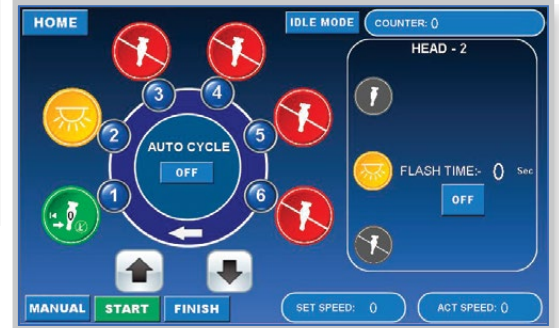 HOME
IDLE MODE
COUNTER: 0
HEAD - 2
3
4
2
5
AUTO CYCLE
OFF
FLASH TIME:- 0 Sec
OFF
1
6
0
MANUAL
START
FINISH
SET SPEED: 0
ACT SPEED: 0